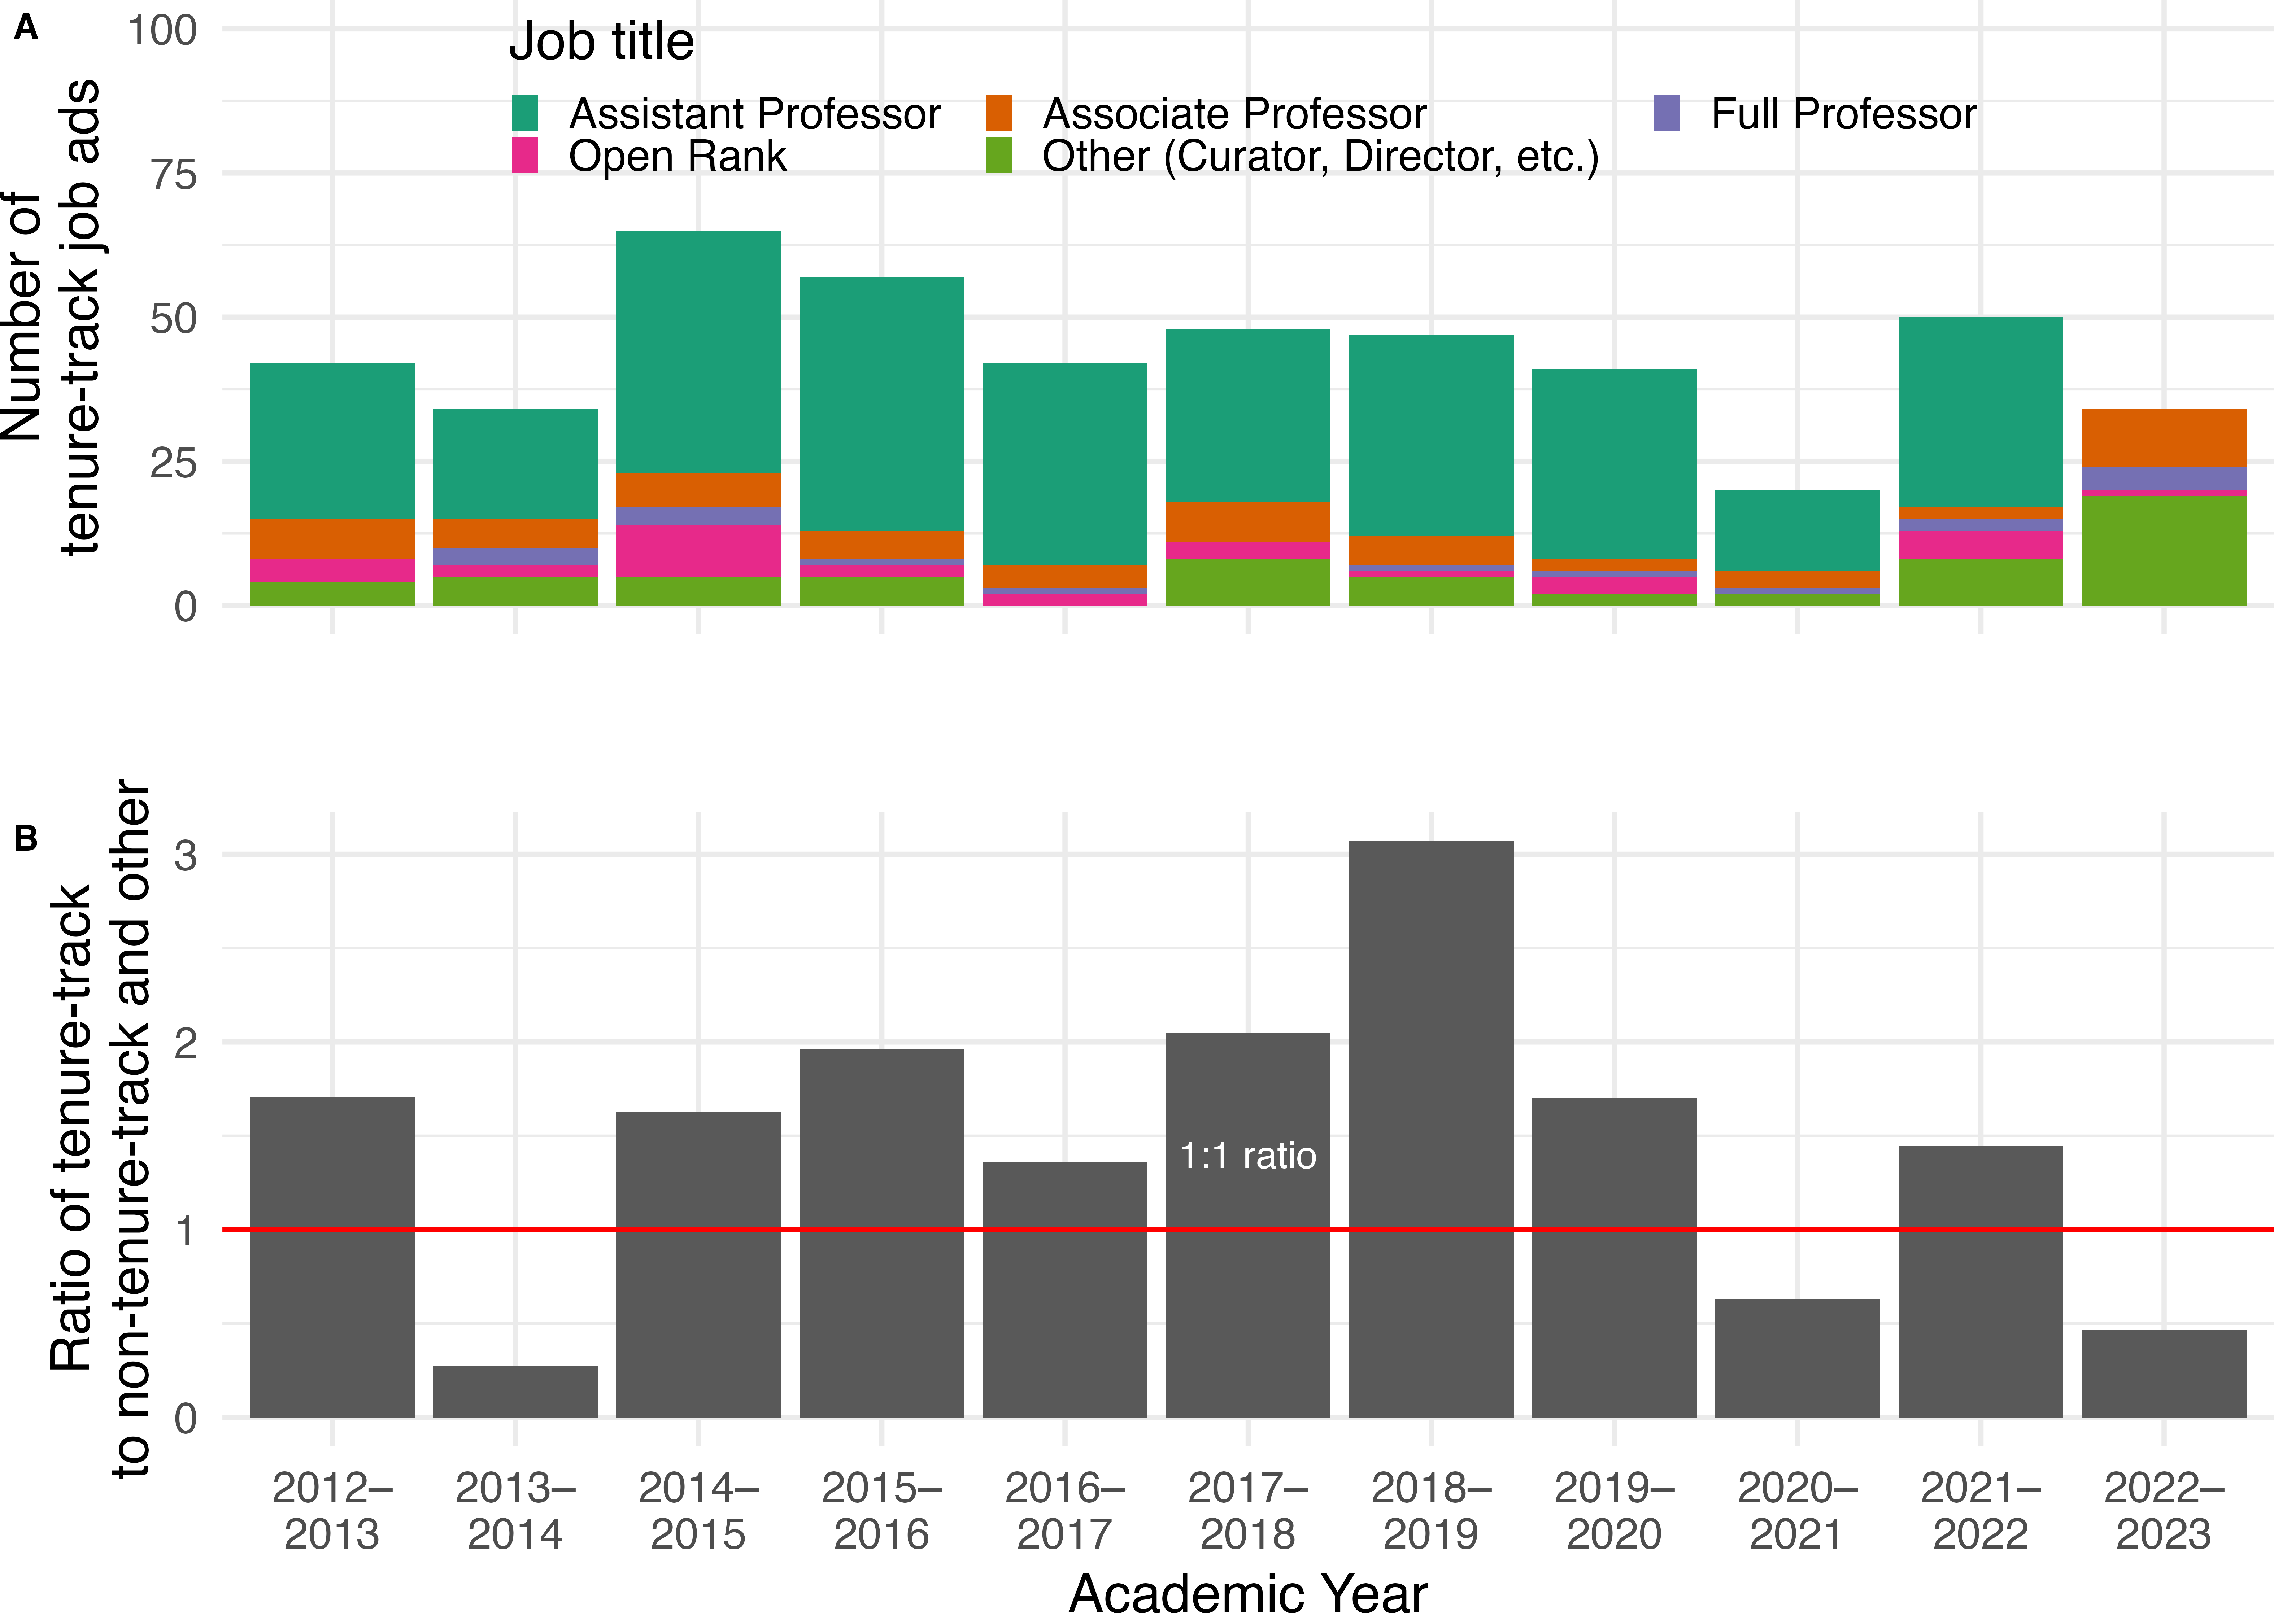 A
Number of
tenure-track job ads
100
75
50
25
0
Job title
Assistant Professor
Associate Professor
Full Professor
Open Rank
Other (Curator, Director, etc.)
B
Ratio of tenure-track
to non-tenure-track and other
3
2
1
0
1:1 ratio
2012–
2013
2013–
2014
2014–
2015
2015–
2016
2016–
2017
2017–
2018
2018–
2019
2019–
2020
2020–
2021
2021–
2022
2022–
2023
Academic Year